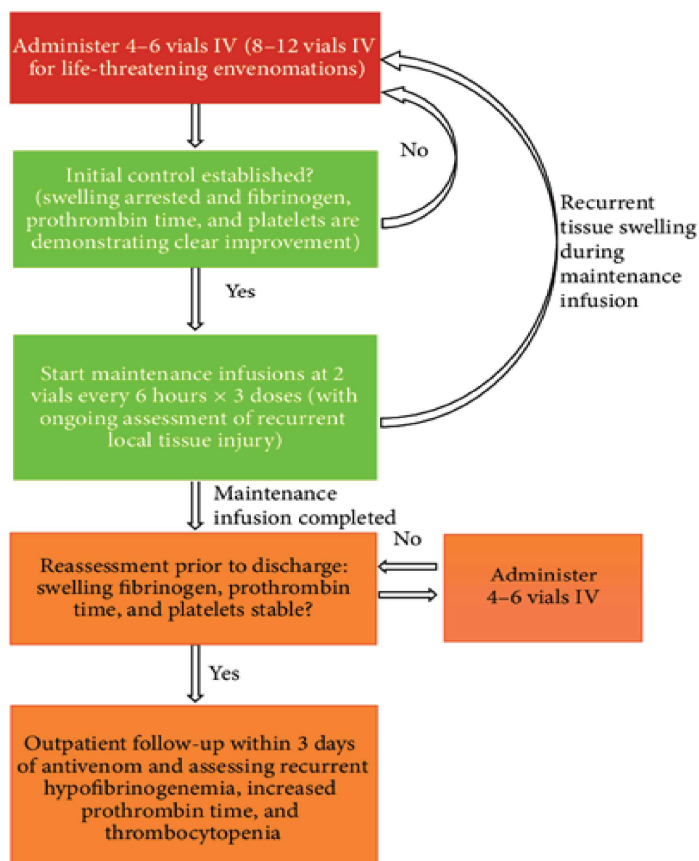 Administer 4–6 vials IV (8–12 vials IV
for life-threatening envenomations)
No
Initial control established?
(swelling arrested and fibrinogen,
prothrombin time, and platelets are
demonstrating clear improvement)
Recurrent
tissue swelling
during
maintenance
infusion
Yes
Start maintenance infusions at 2
vials every 6 hours × 3 doses (with
ongoing assessment of recurrent
local tissue injury)
Maintenance
infusion completed
No
Reassessment prior to discharge:
swelling fibrinogen, prothrombin
time, and platelets stable?
Administer
4–6 vials IV
Yes
Outpatient follow-up within 3 days
of antivenom and assessing recurrent
hypofibrinogenemia, increased
prothrombin time, and
thrombocytopenia